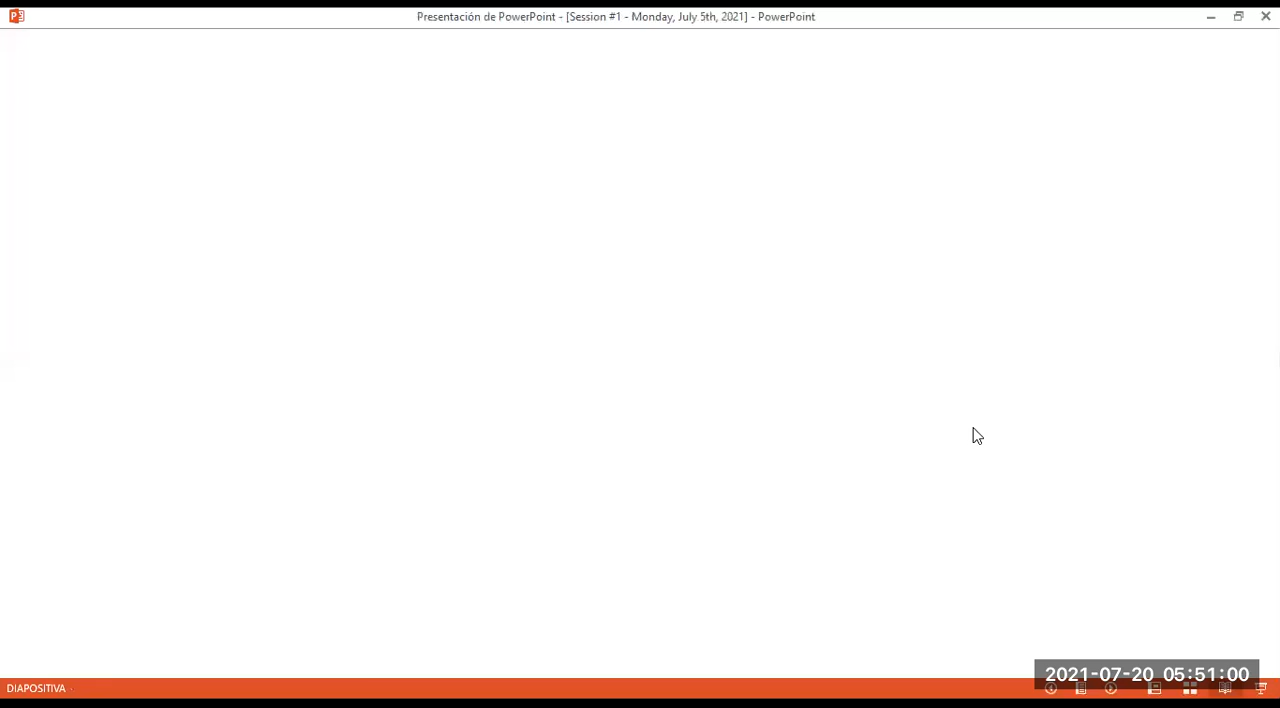 Presentación de PowerPoint - [Session #1 - Monday, July 5th, 2021] - PowerPoint
2021-07-20 05:51:00
DIAPOSITIVA